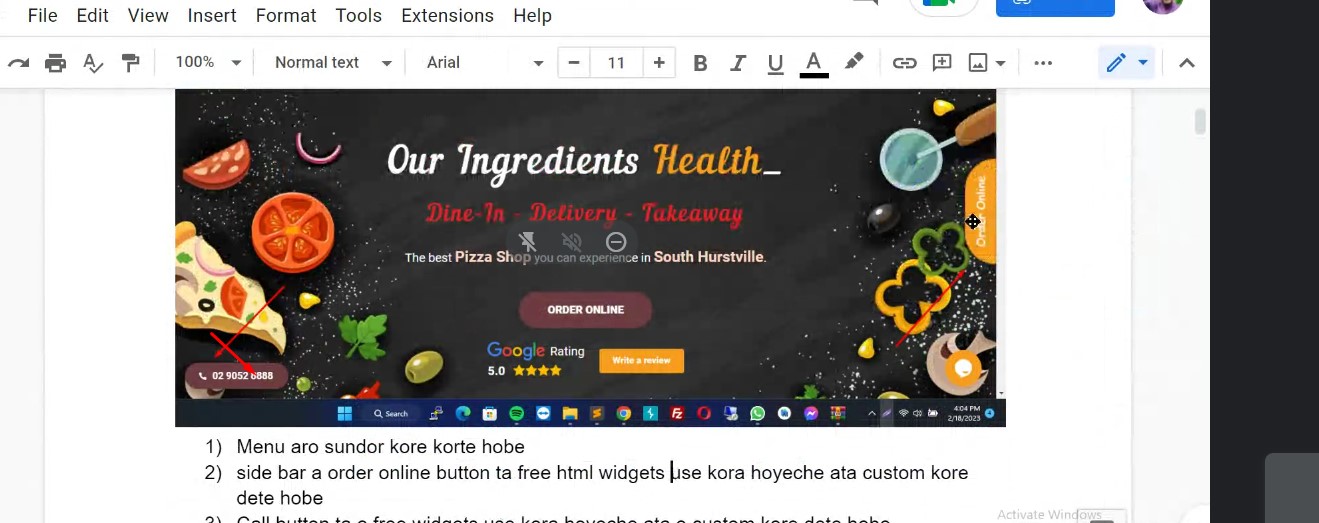 File Edit View Insert Format Tools Extensions Help
100% Normal text Arial 11 B I U A
Our Ingredients Health_
Dine-In - Delivery - Takeaway
The best Pizza Shop you can experience in South Hurstville.
Order Online
ORDER ONLINE
Google Rating
5.0
Write a review
02 9052 8888
Search
4:04 PM
2/18/2023
1) Menu aro sundor kore korte hobe
2) side bar a order online button ta free html widgets use kora hoyeche ata custom kore
dete hobe
3) Call button ta o free widgets use kora hoyeche ata o custom kore dete hobe
Activate Windows